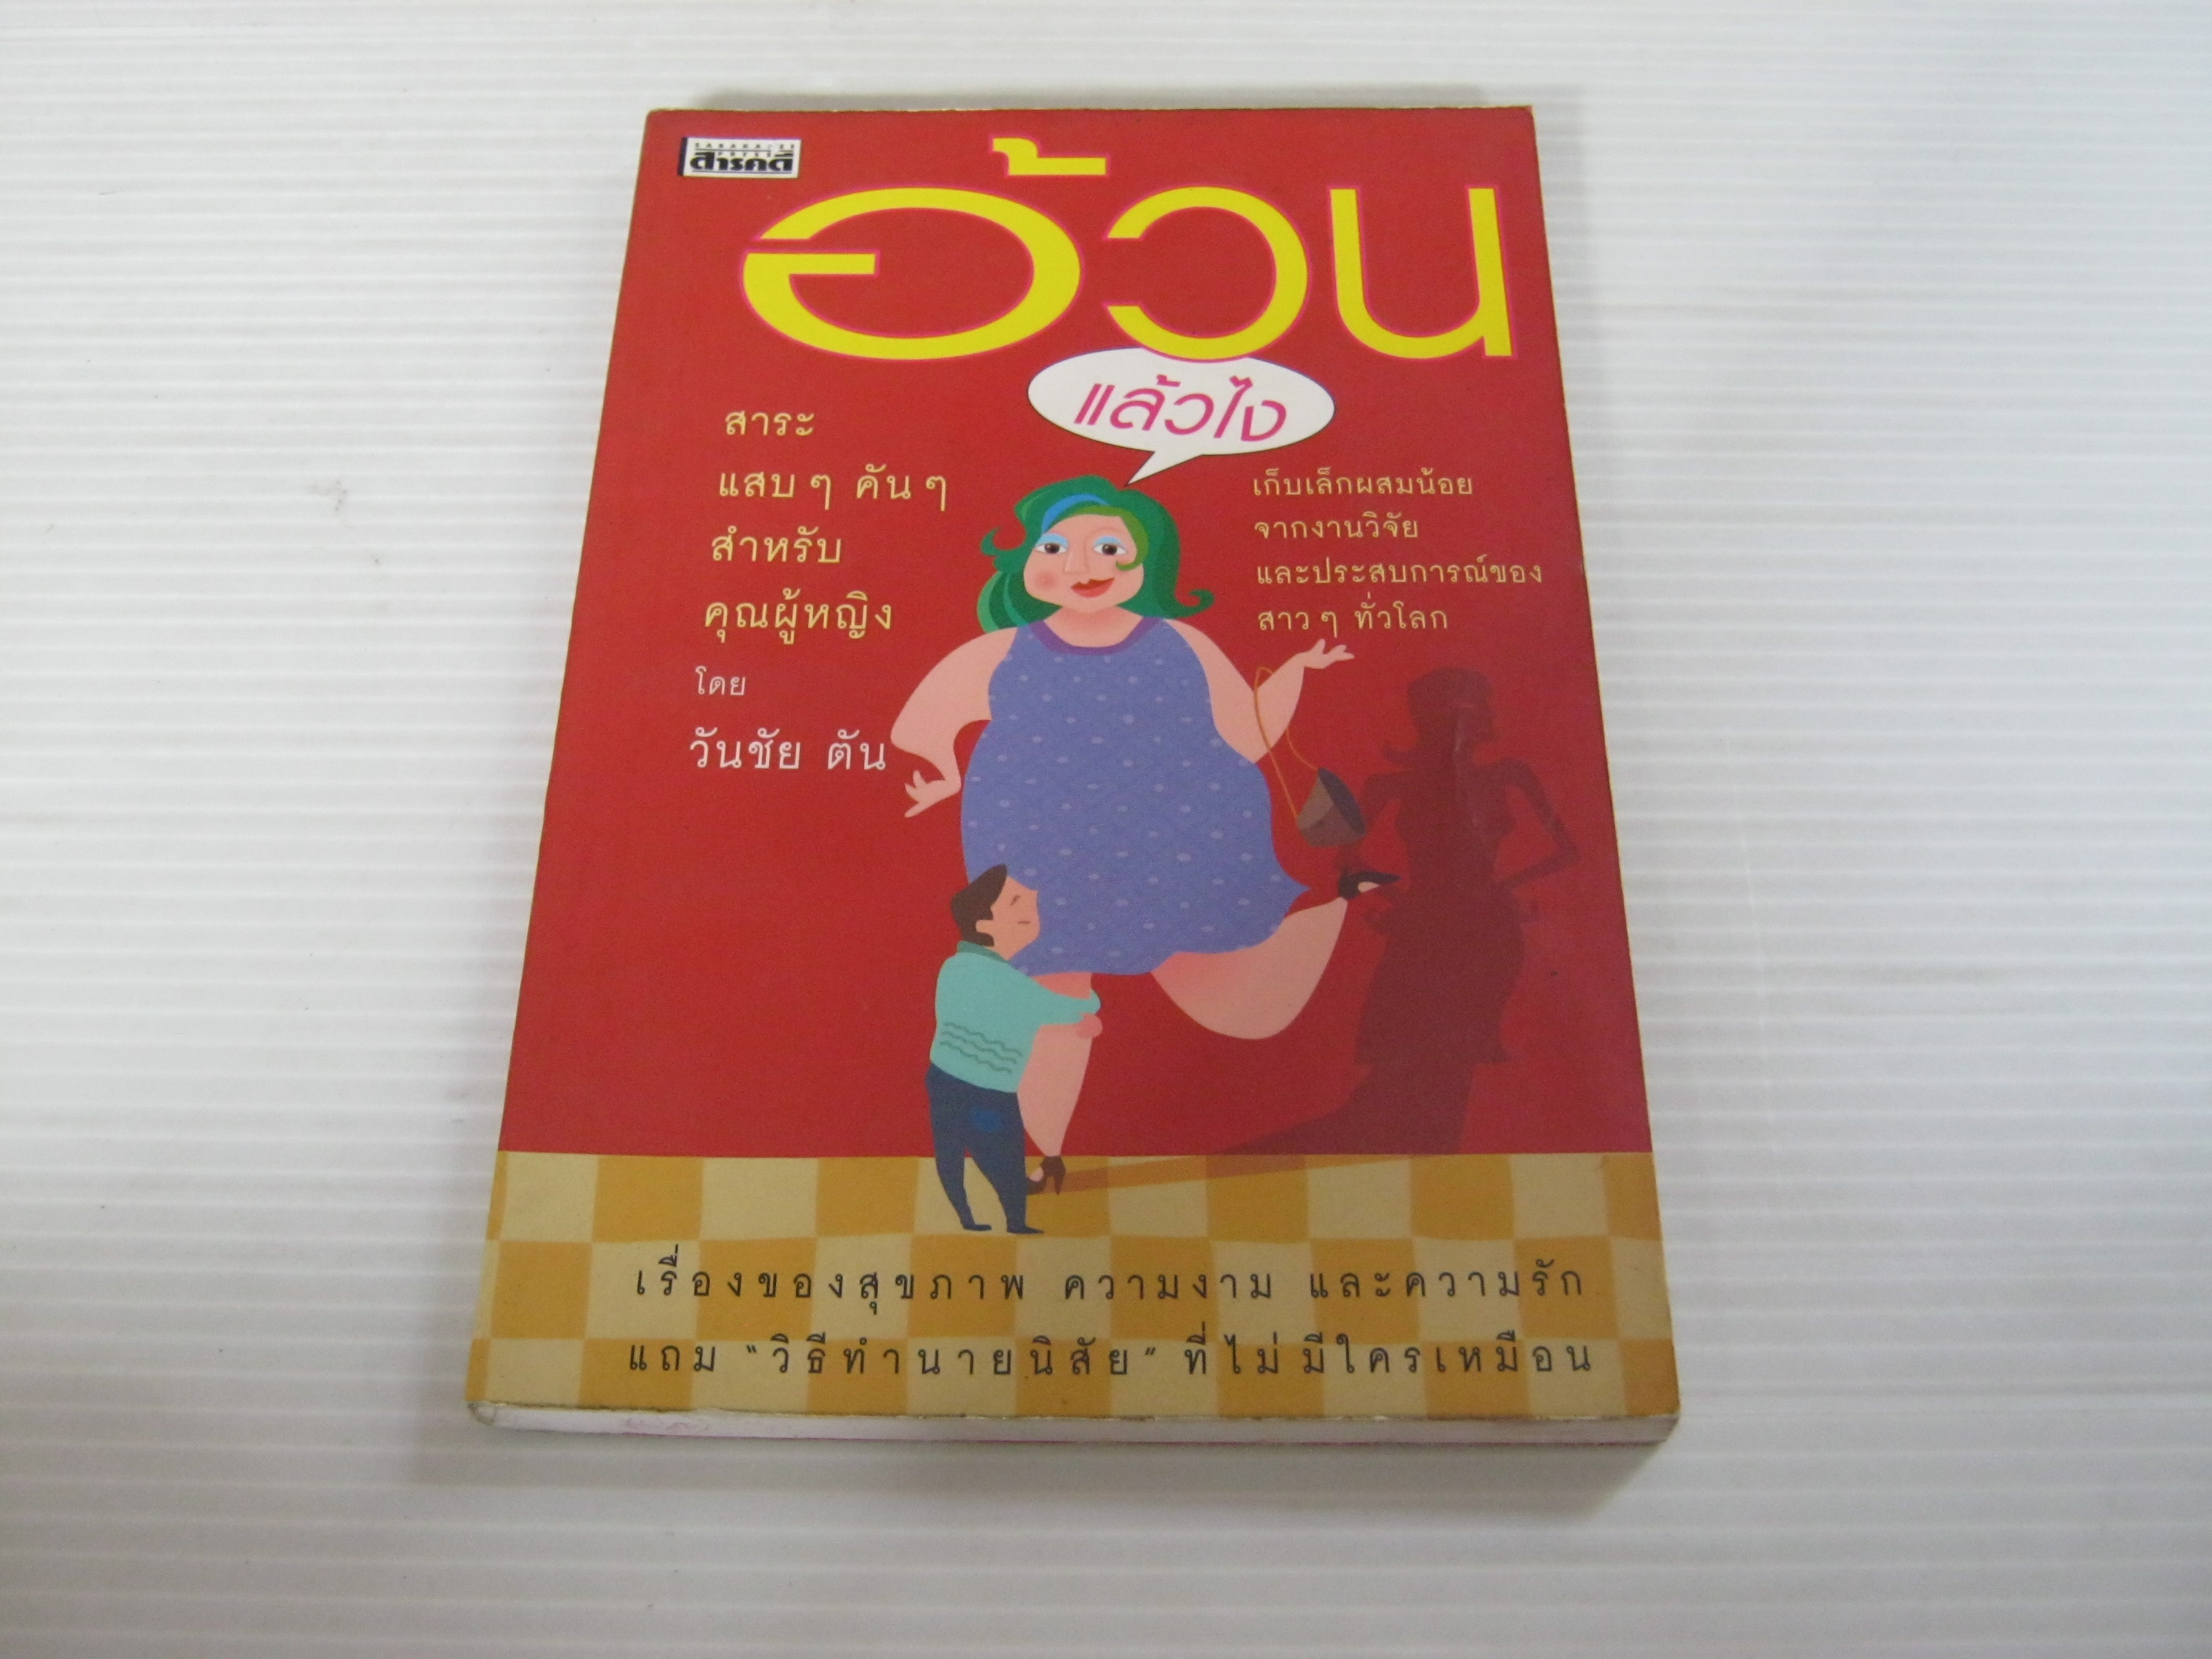 SARAKADEE
PRESS
สารคดี
อ้วน
แล้วไง
สาระ
แสบ ๆ คัน ๆ
สำหรับ
คุณผู้หญิง
โดย
วันชัย ตัน
เก็บเล็กผสมน้อย
จากงานวิจัย
และประสบการณ์ของ
สาว ๆ ทั่วโลก
เรื่องของสุขภาพ ความงาม และความรัก
แถม "วิธีทำนายนิสัย" ที่ไม่มีใครเหมือน